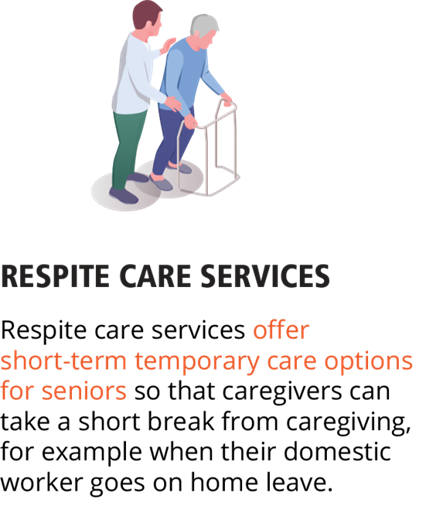 RESPITE CARE SERVICES
Respite care services offer
short-term temporary care options
for seniors so that caregivers can
take a short break from caregiving,
for example when their domestic
worker goes on home leave.